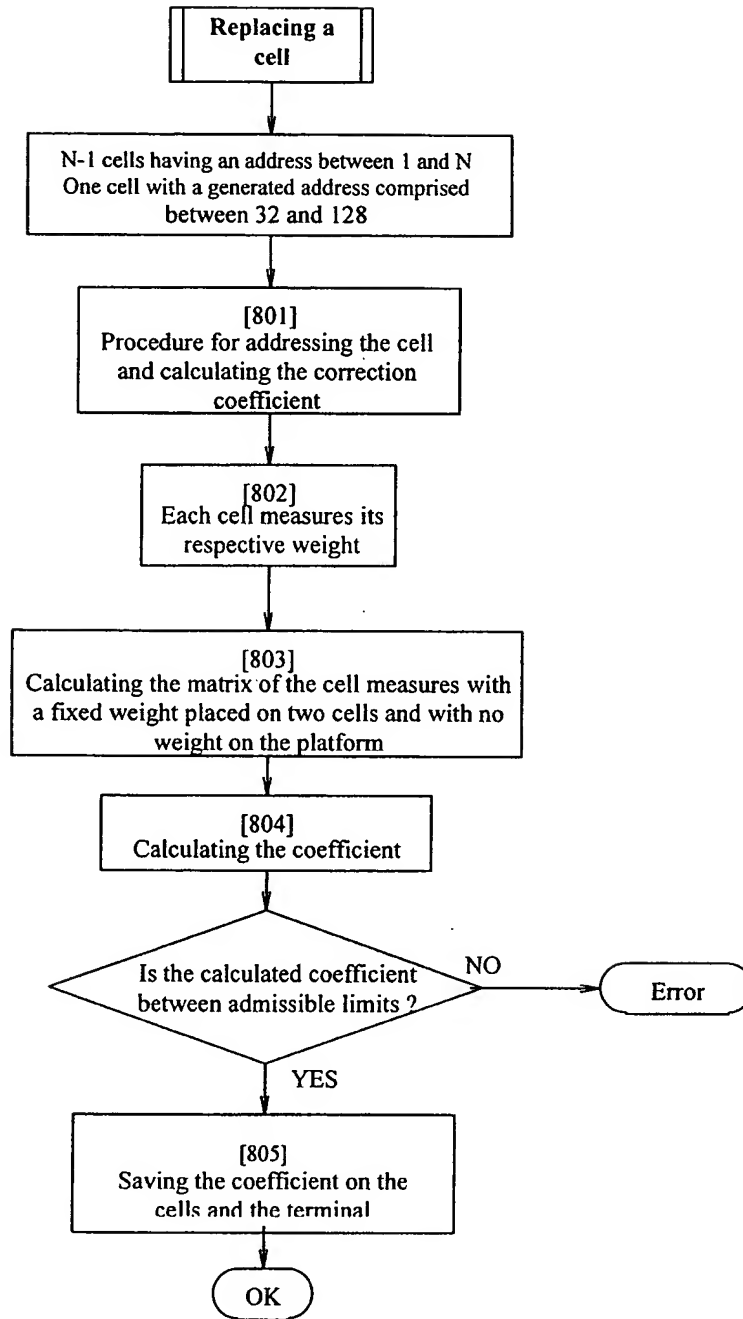 Replacing a
cell
N-1 cells having an address between 1 and N
One cell with a generated address comprised
between 32 and 128
[801]
Procedure for addressing the cell
and calculating the correction
coefficient
[802]
Each cell measures its
respective weight
[803]
Calculating the matrix of the cell measures with
a fixed weight placed on two cells and with no
weight on the platform
[804]
Calculating the coefficient
Is the calculated coefficient
between admissible limits ?
NO
Error
YES
[805]
Saving the coefficient on the
cells and the terminal
OK